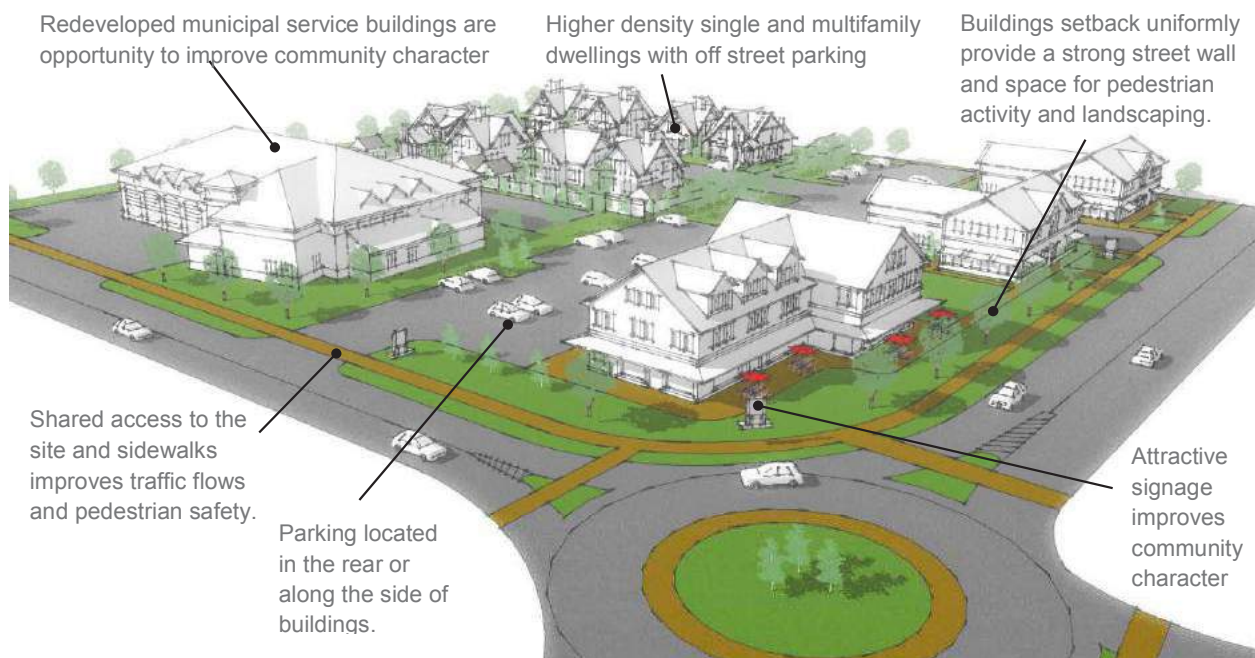 Redeveloped municipal service buildings are
opportunity to improve community character
Higher density single and multifamily
dwellings with off street parking
Buildings setback uniformly
provide a strong street wall
and space for pedestrian
activity and landscaping.
Shared access to the
site and sidewalks
improves traffic flows
and pedestrian safety.
Parking located
in the rear or
along the side of
buildings.
Attractive
signage
improves
community
character